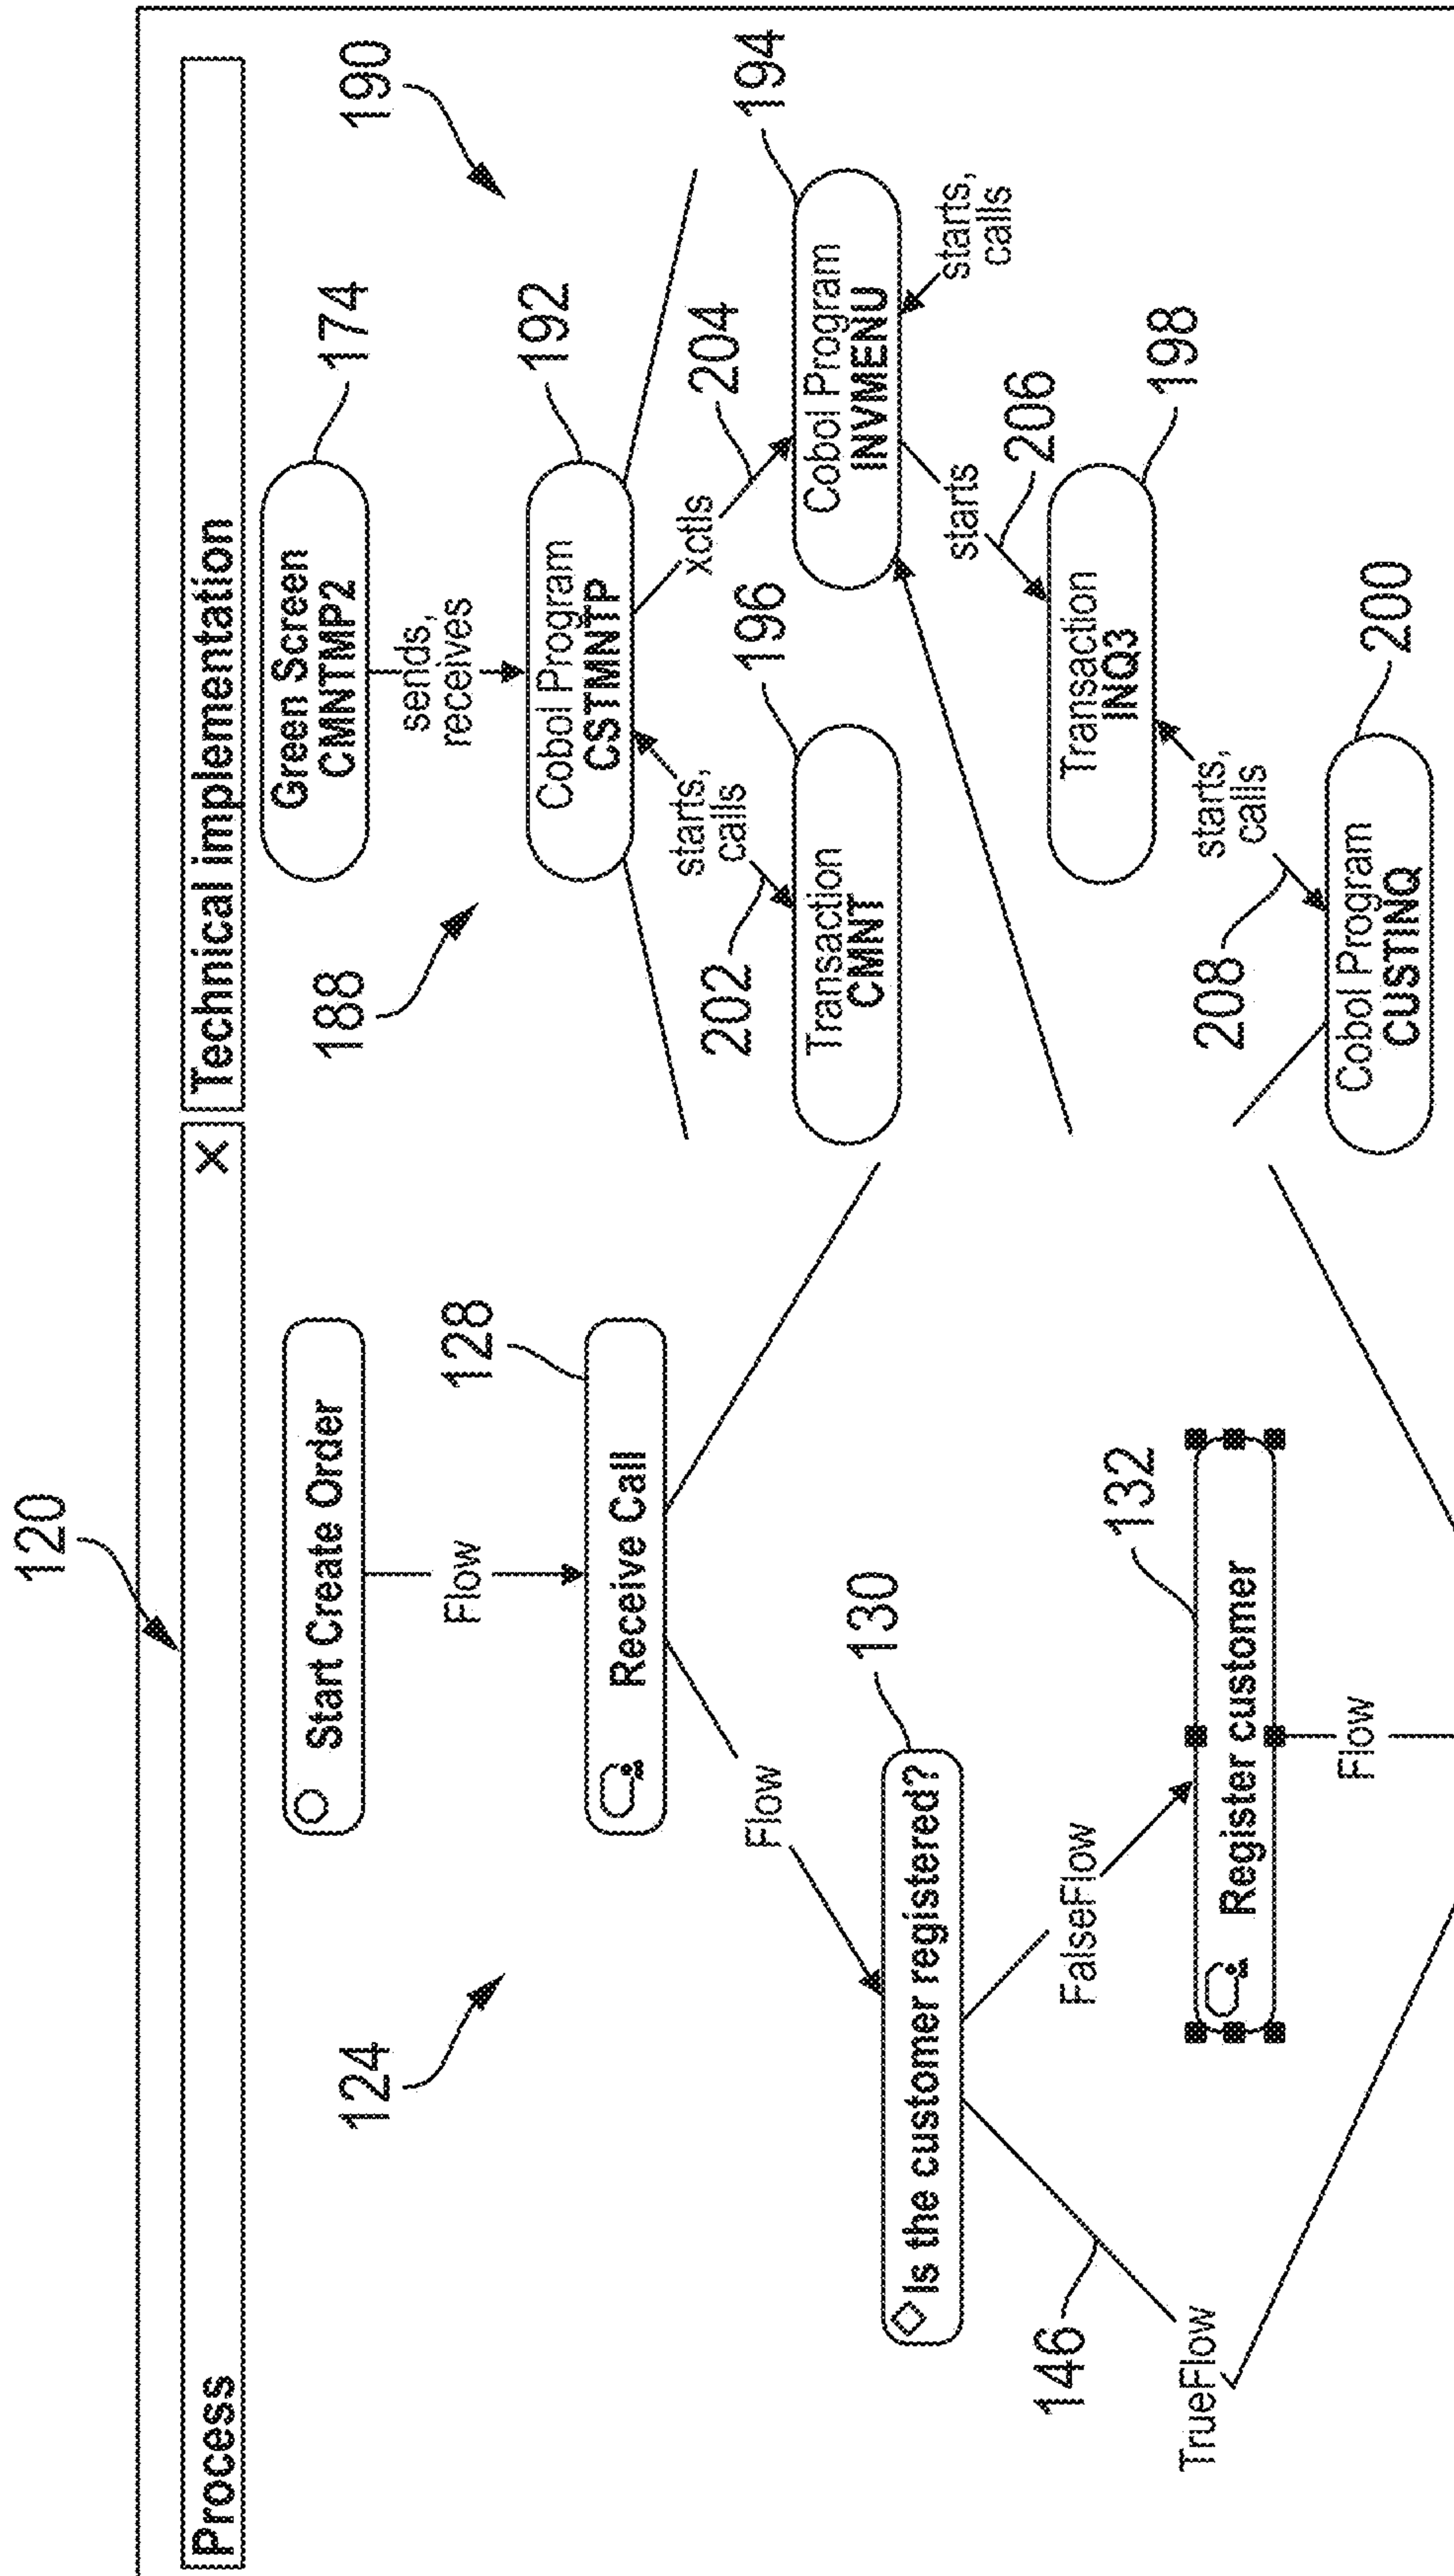 120
Process
X
Technical implementation
124
Start Create Order
Flow
128
Receive Call
Flow
130
Is the customer registered?
FalseFlow
132
Register customer
Flow
146
TrueFlow
188
190
174
Green Screen
CMNTMP2
sends,
receives
192
Cobol Program
CSTMNTP
starts,
calls
202
xctls
204
196
Transaction
CMNT
194
Cobol Program
INVMENU
starts,
calls
starts
206
198
Transaction
INQ3
starts,
calls
208
200
Cobol Program
CUSTINQ